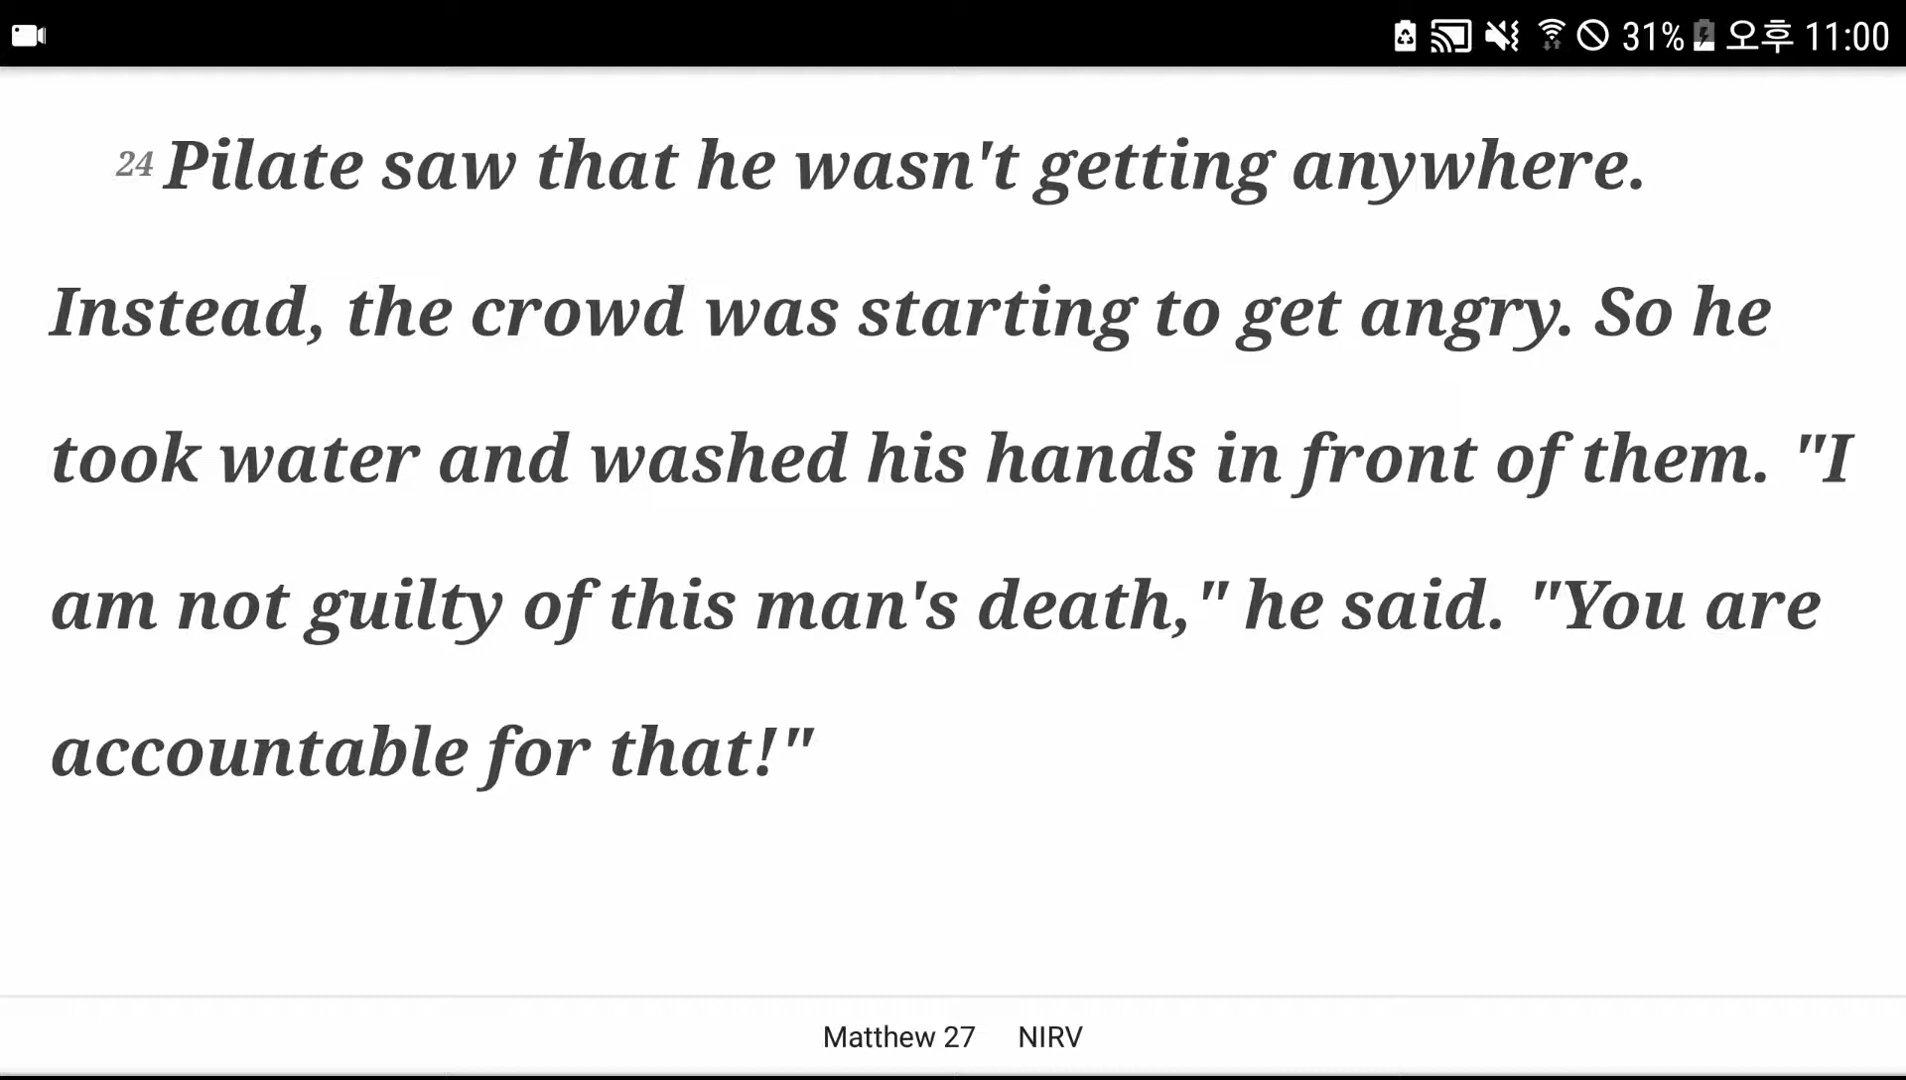 31% 오후 11:00
24 Pilate saw that he wasn't getting anywhere.
Instead, the crowd was starting to get angry. So he
took water and washed his hands in front of them. "I
am not guilty of this man's death," he said. "You are
accountable for that!"
Matthew 27 NIRV